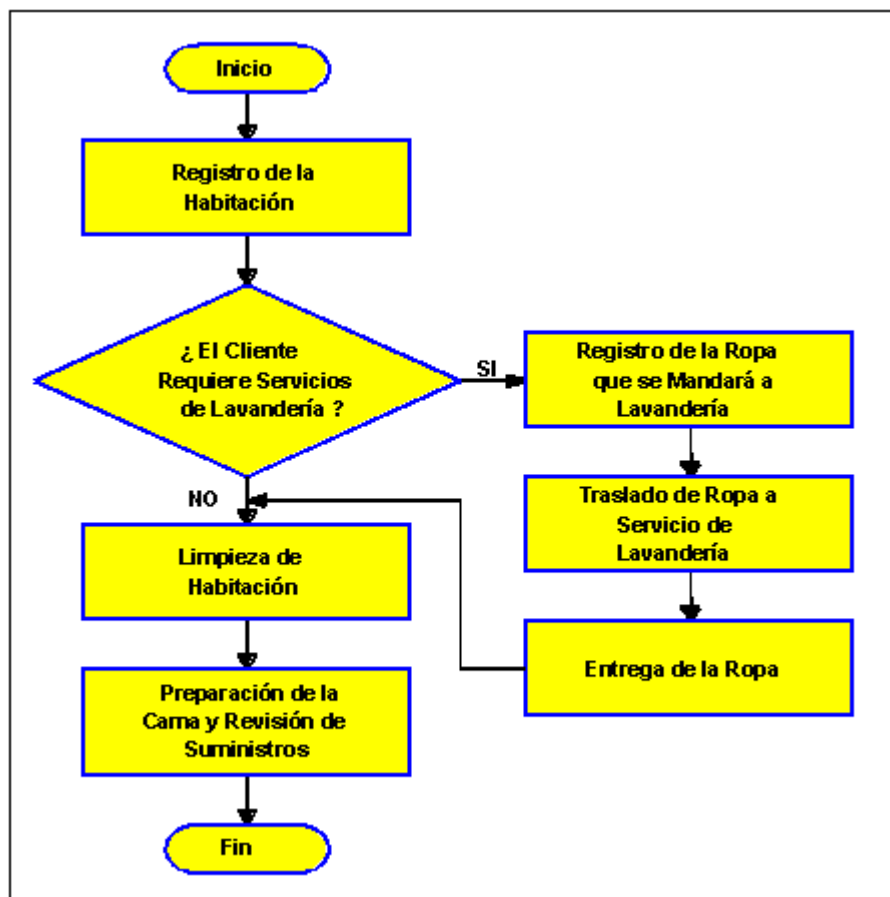 Inicio
Registro de la
Habitación
¿ El Cliente
Requiere Servicios
de Lavandería ?
SI
Registro de la Ropa
que se Mandará a
Lavandería
Traslado de Ropa a
Servicio de
Lavandería
Entrega de la Ropa
NO
Limpieza de
Habitación
Preparación de la
Cama y Revisión de
Suministros
Fin